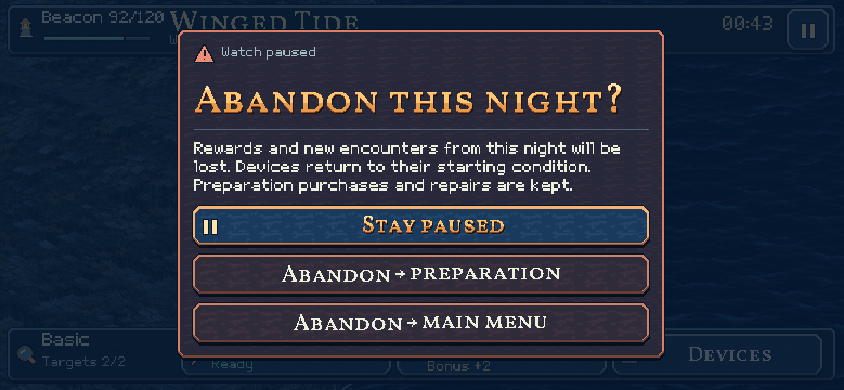 Beacon 92/120
WINGED TIDE
00:43
Watch paused
ABANDON THIS NIGHT?
Rewards and new encounters from this night will be
lost. Devices return to their starting condition.
Preparation purchases and repairs are kept.
STAY PAUSED
ABANDON → PREPARATION
ABANDON → MAIN MENU
Basic
Targets 2/2
Ready
Bonus +2
DEVICES